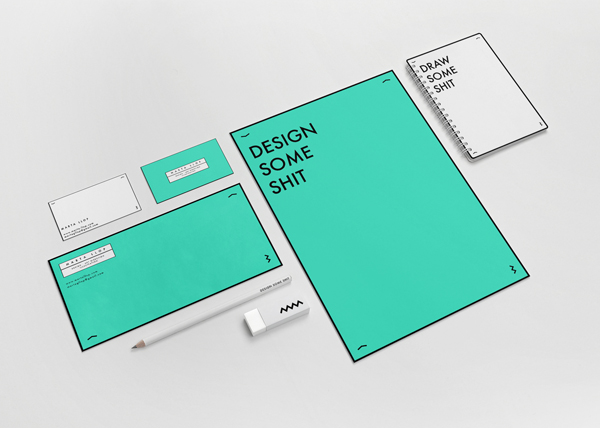 DRAW
SOME
SHIT
DESIGN
SOME
SHIT
MARTA LLOP
MARTA LLOP
MARTA LLOP
DESIGN SOME SHIT